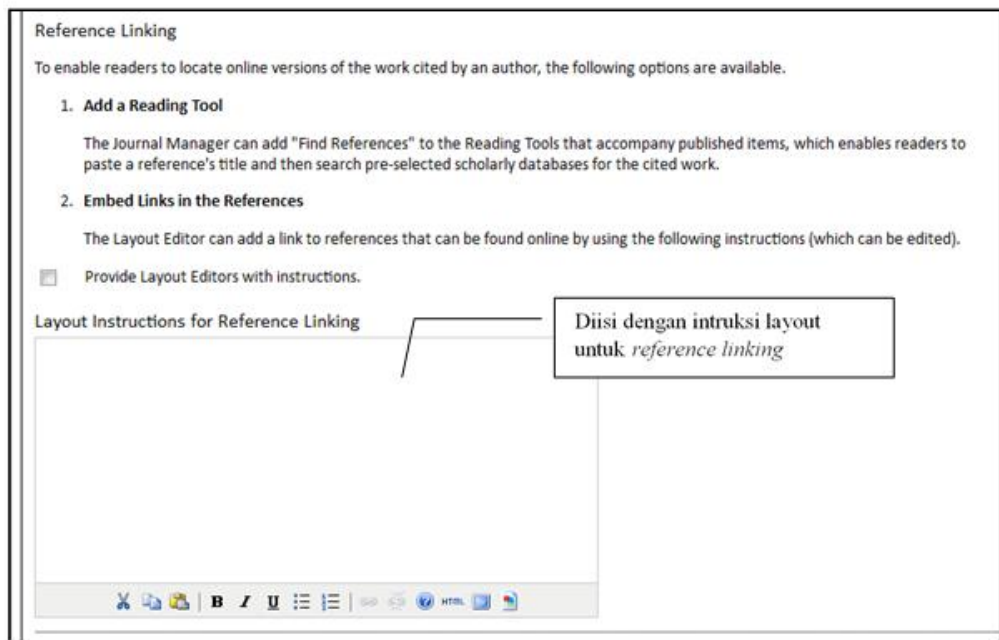 Reference Linking
To enable readers to locate online versions of the work cited by an author, the following options are available.
1. Add a Reading Tool
The Journal Manager can add "Find References" to the Reading Tools that accompany published items, which enables readers to
paste a reference's title and then search pre-selected scholarly databases for the cited work.
2. Embed Links in the References
The Layout Editor can add a link to references that can be found online by using the following instructions (which can be edited).
Provide Layout Editors with instructions.
Layout Instructions for Reference Linking
Diisi dengan intruksi layout
untuk reference linking
B I U HTML